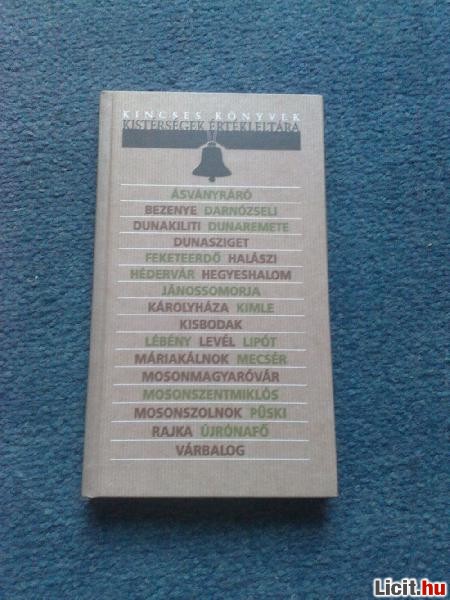 KINCSES KÖNYVEK
KISTÉRSÉGEK ÉRTÉKLELTÁRA
ÁSVÁNYRÁRÓ
BEZENYE DARNÓZSELI
DUNAKILITI DUNAREMETE
DUNASZIGET
FEKETEERDŐ HALÁSZI
HÉDERVÁR HEGYESHALOM
JÁNOSSOMORJA
KÁROLYHÁZA KIMLE
KISBODAK
LÉBÉNY LEVÉL LIPÓT
MÁRIAKÁLNOK MECSÉR
MOSONMAGYARÓVÁR
MOSONSZENTMIKLÓS
MOSONSZOLNOK PÜSKI
RAJKA ÚJRÓNAFŐ
VÁRBALOG
Licit.hu